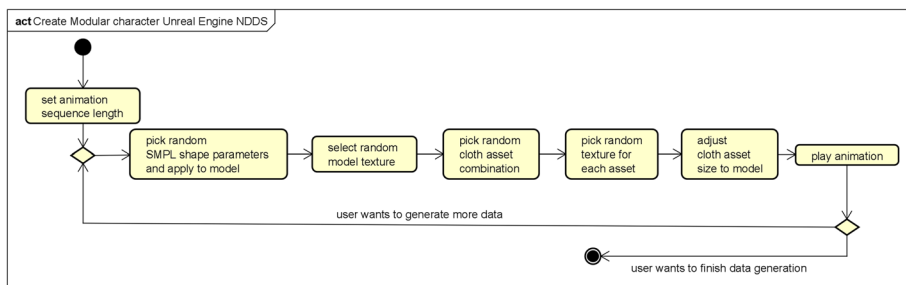 act Create Modular character Unreal Engine NDDS
set animation
sequence length
pick random
SMPL shape parameters
and apply to model
select random
model texture
pick random
cloth asset
combination
pick random
texture for
each asset
adjust
cloth asset
size to model
play animation
user wants to generate more data
user wants to finish data generation